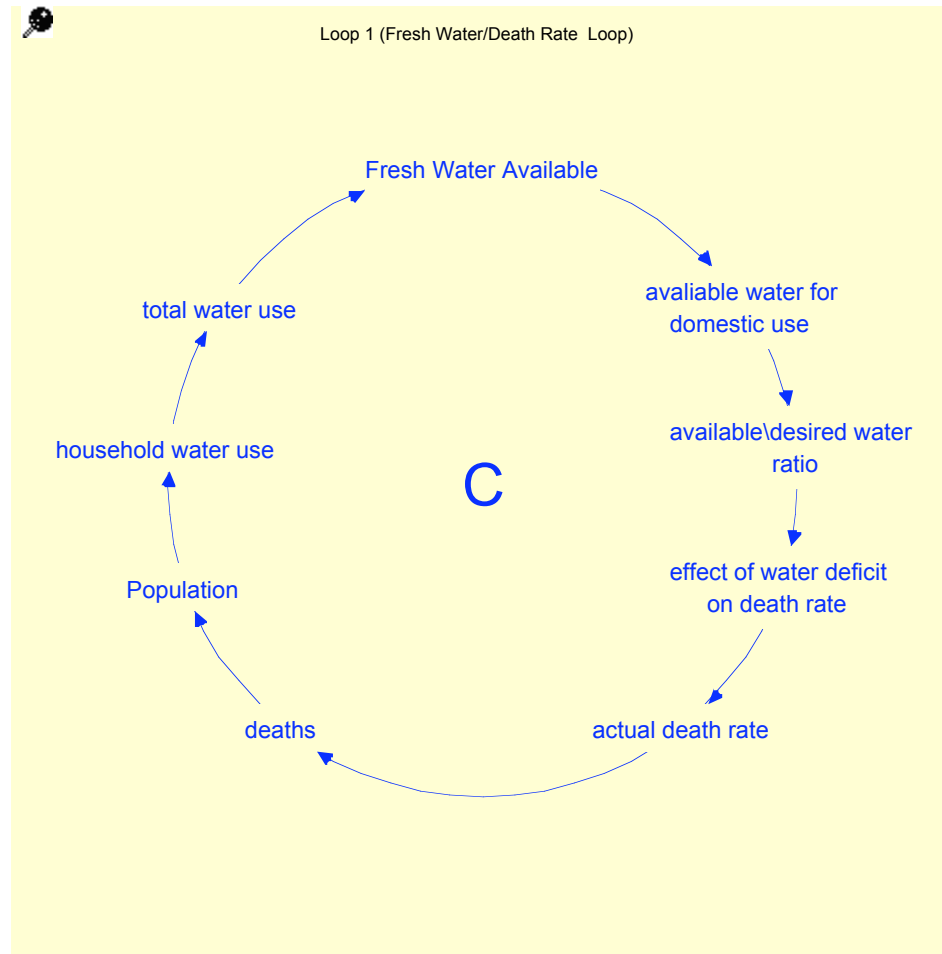 Loop 1 (Fresh Water/Death Rate Loop)
Fresh Water Available
avaliable water for
domestic use
available\desired water
ratio
effect of water deficit
on death rate
actual death rate
deaths
Population
household water use
total water use
C